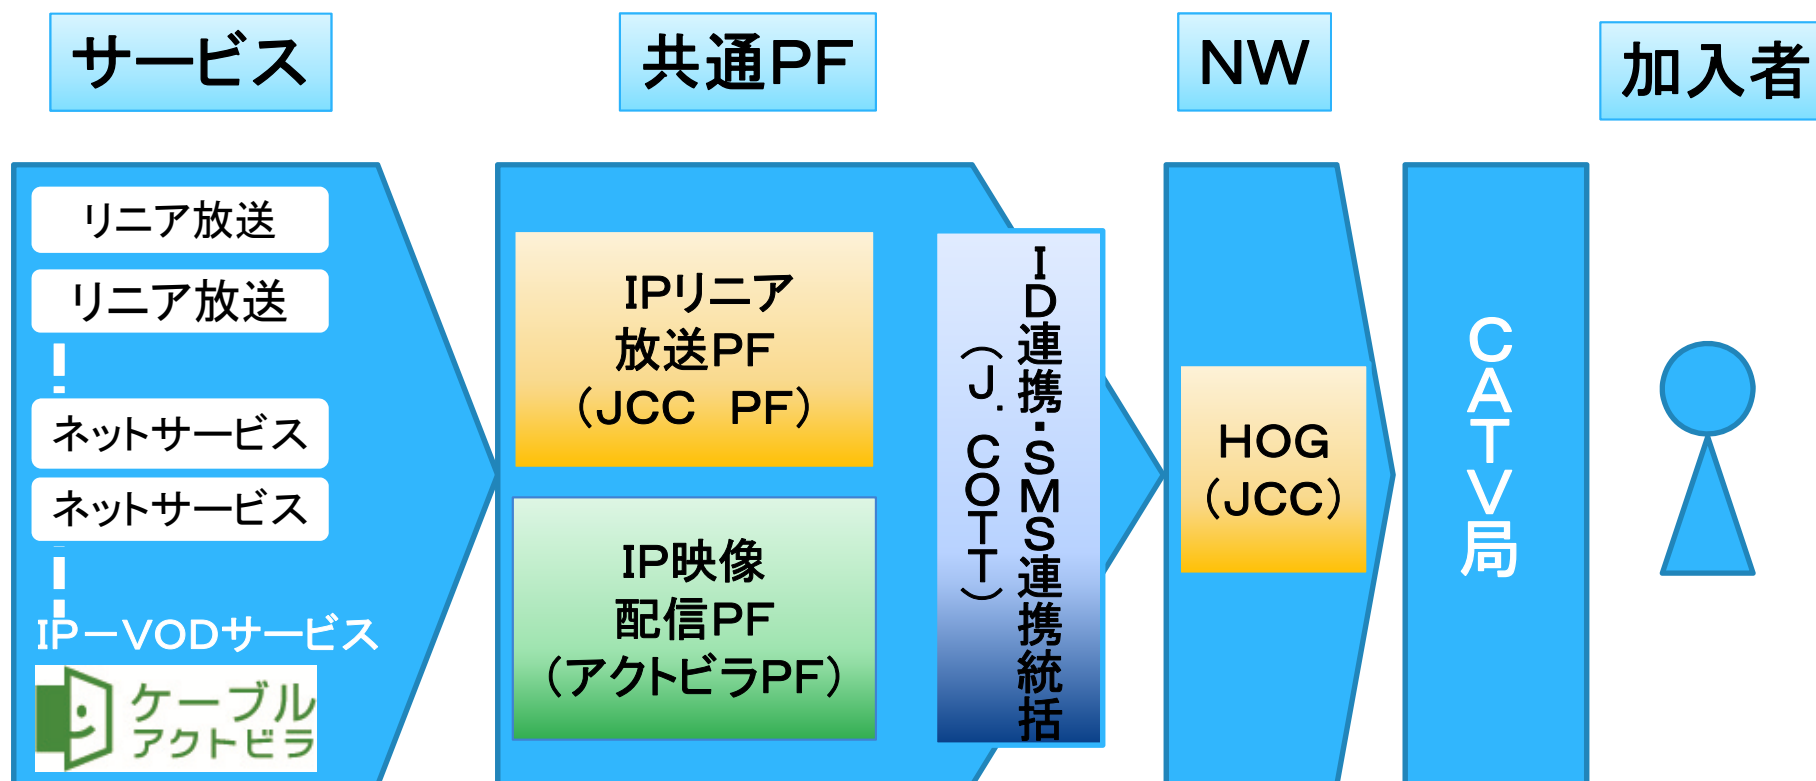 サービス
共通PF
NW
加入者
リニア放送
リニア放送
ネットサービス
ネットサービス
IP-VODサービス
ケーブル
アクトビラ
IPリニア
放送PF
(JCC PF)
IP映像
配信PF
(アクトビラPF)
ID連携・SMS連携統括
(J.COTT)
HOG
(JCC)
CATV局